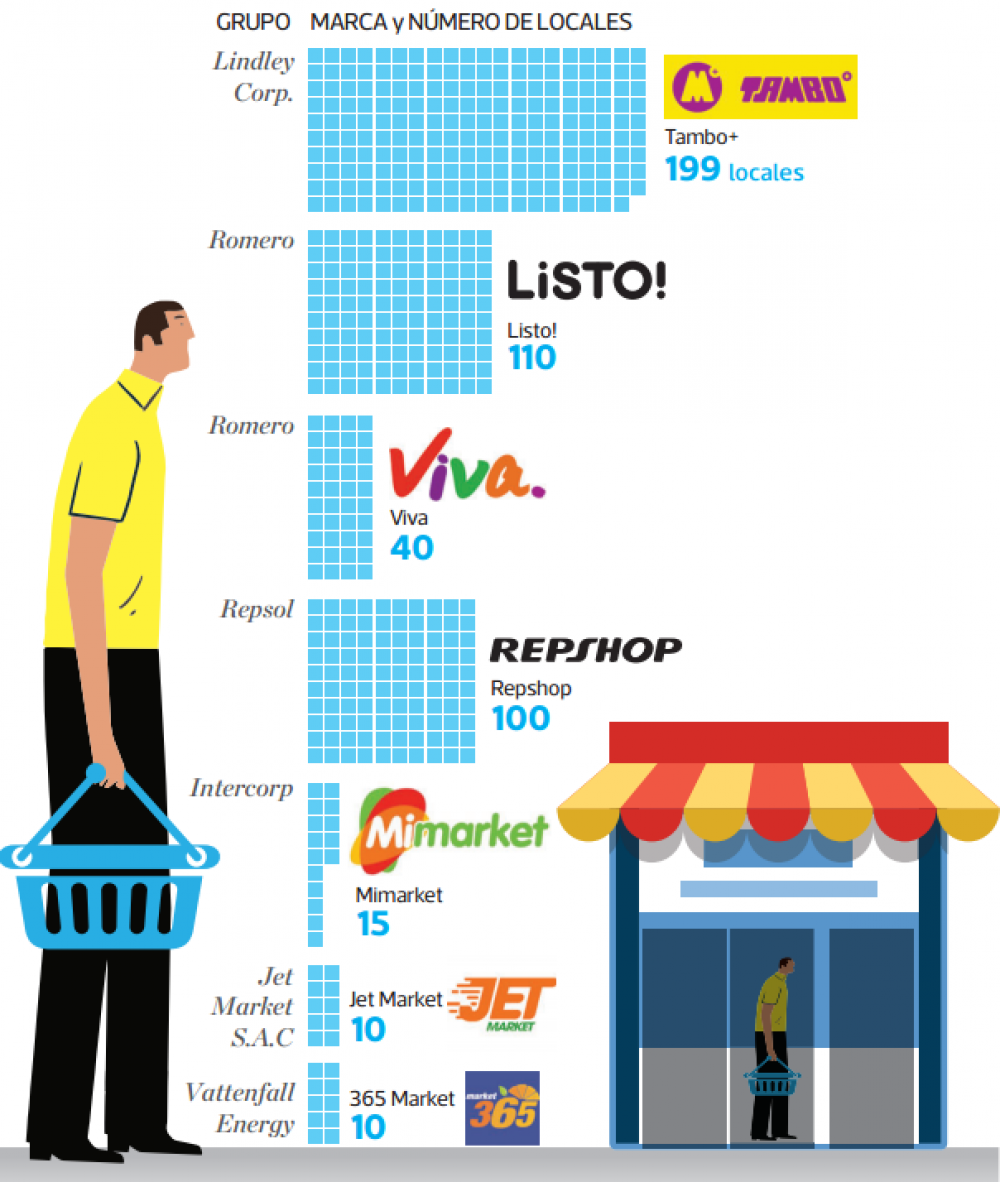 GRUPO MARCA y NÚMERO DE LOCALES
Lindley
Corp.
M+ TAMBO°
Tambo+
199 locales
Romero
LiSTO!
Listo!
110
Romero
Viva.
Viva
40
Repsol
REPSHOP
Repshop
100
Intercorp
Mimarket
Mimarket
15
Jet
Market
S.A.C
Jet Market
10
JET
MARKET
Vattenfall
Energy
365 Market
10
market
365